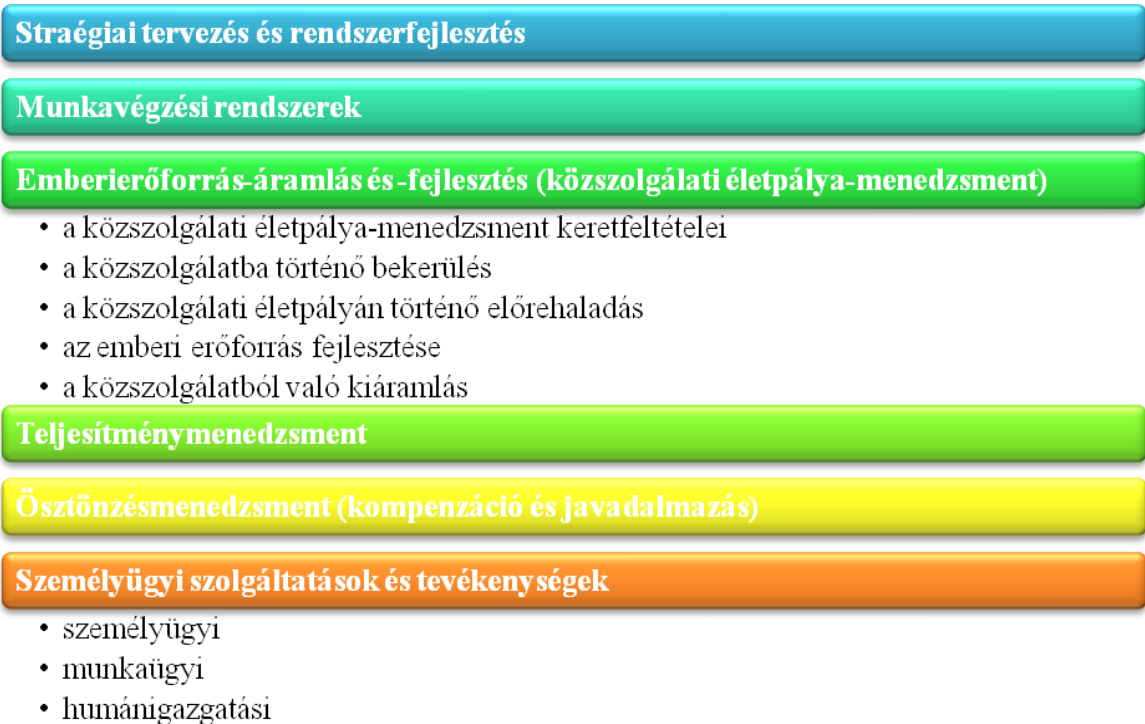 Straégiai tervezés és rendszerfejlesztés
Munkavégzési rendszerek
Emberierőforrás-áramlás és -fejlesztés (közszolgálati életpálya-menedzsment)
• a közszolgálati életpálya-menedzsment keretfeltételei
• a közszolgálatba történő bekerülés
• a közszolgálati életpályán történő előrehaladás
• az emberi erőforrás fejlesztése
• a közszolgálatból való kiáramlás
Teljesítménymenedzsment
Ösztönzésmenedzsment (kompenzáció és javadalmazás)
Személyügyi szolgáltatások és tevékenységek
• személyügyi
• munkaügyi
• humánigazgatási